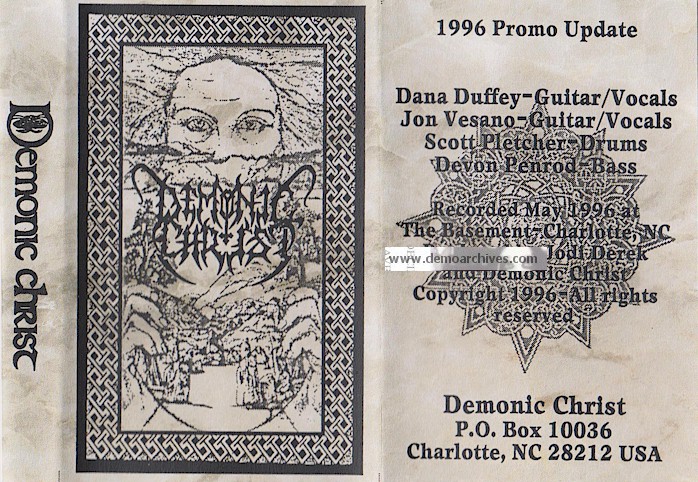 Demonic Christ
DEMONIC
CHRIST
1996 Promo Update
Dana Duffey-Guitar/Vocals
Jon Vesano-Guitar/Vocals
Scott Pletcher-Drums
Devon Penrod-Bass
Recorded May 1996 at
The Basement-Charlotte, NC
Jodi Derek
www.demoarchives.com
and Demonic Christ
Copyright 1996-All rights
reserved
Demonic Christ
P.O. Box 10036
Charlotte, NC 28212 USA